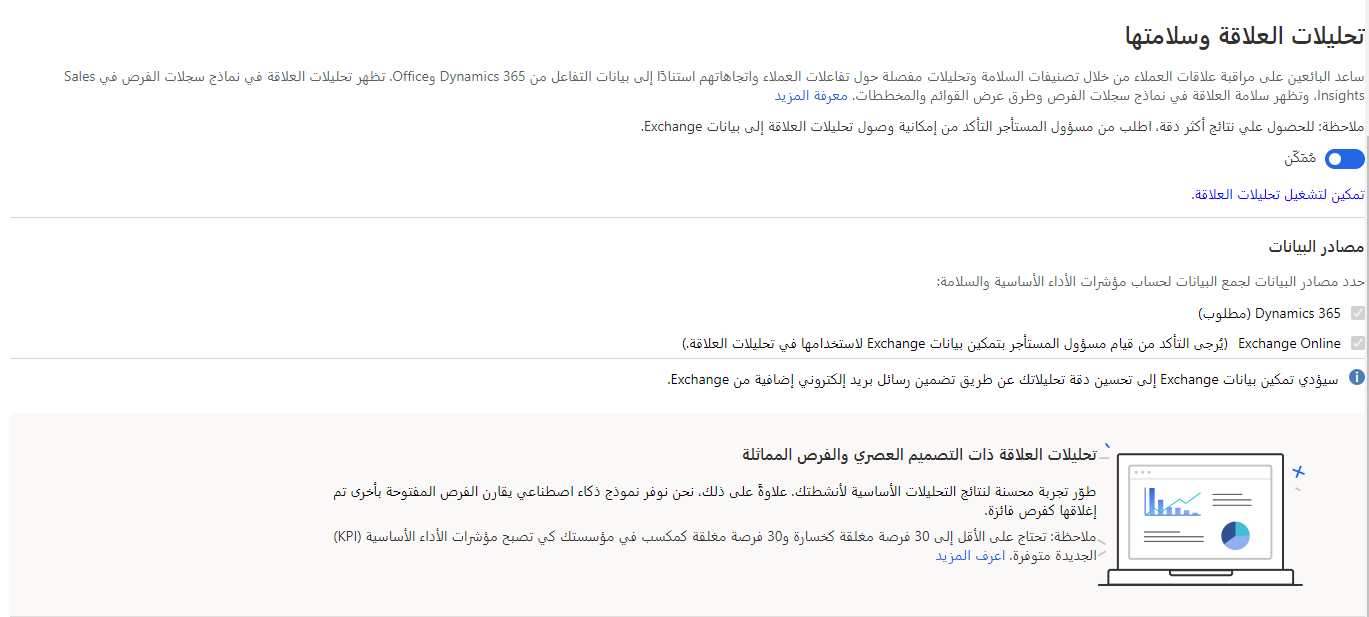 تحليلات العلاقة وسلامتها
ساعد البائعين على مراقبة علاقات العملاء من خلال تصنيفات السلامة وتحليلات مفصلة حول تفاعلات العملاء واتجاهاتهم استنادًا إلى بيانات التفاعل من Dynamics 365 وOffice. تظهر تحليلات العلاقة في نماذج سجلات الفرص في Sales
Insights، وتظهر سلامة العلاقة في نماذج سجلات الفرص وطرق عرض القوائم والمخططات. معرفة المزيد
ملاحظة: للحصول علي نتائج أكثر دقة، اطلب من مسؤول المستأجر التأكد من إمكانية وصول تحليلات العلاقة إلى بيانات Exchange.
مُمَكّن
تمكين لتشغيل تحليلات العلاقة.
مصادر البيانات
حدد مصادر البيانات لجمع البيانات لحساب مؤشرات الأداء الأساسية والسلامة:
Dynamics 365 (مطلوب)
Exchange Online (يُرجى التأكد من قيام مسؤول المستأجر بتمكين بيانات Exchange لاستخدامها في تحليلات العلاقة.)
سيؤدي تمكين بيانات Exchange إلى تحسين دقة تحليلاتك عن طريق تضمين رسائل بريد إلكتروني إضافية من Exchange.
تحليلات العلاقة ذات التصميم العصري والفرص المماثلة
طوّر تجربة محسنة لنتائج التحليلات الأساسية لأنشطتك. علاوةً على ذلك، نحن نوفر نموذج ذكاء اصطناعي يقارن الفرص المفتوحة بأخرى تم
إغلاقها كفرص فائزة.
ملاحظة: تحتاج على الأقل إلى 30 فرصة مغلقة كخسارة و30 فرصة مغلقة كمكسب في مؤسستك كي تصبح مؤشرات الأداء الأساسية (KPI)
الجديدة متوفرة. اعرف المزيد